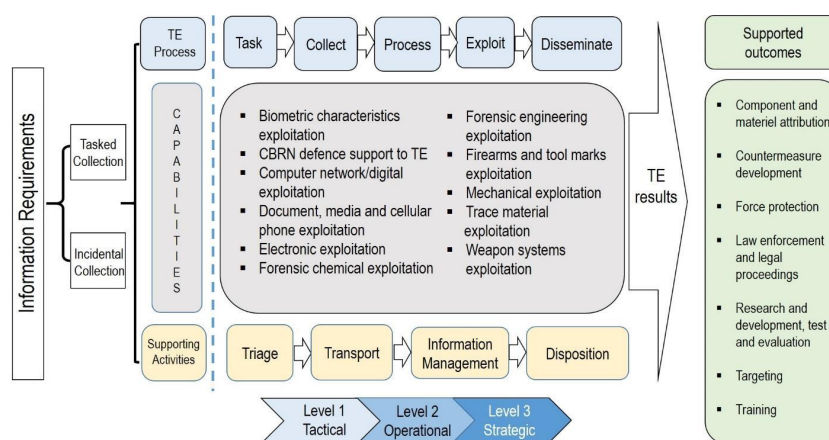 Information Requirements
Tasked
Collection
Incidental
Collection
TE
Process
C
A
P
A
B
I
L
I
T
I
E
S
Supporting
Activities
Task
Collect
Process
Exploit
Disseminate
▪ Biometric characteristics
exploitation
▪ CBRN defence support to TE
▪ Computer network/digital
exploitation
▪ Document, media and cellular
phone exploitation
▪ Electronic exploitation
▪ Forensic chemical exploitation
▪ Forensic engineering
exploitation
▪ Firearms and tool marks
exploitation
▪ Mechanical exploitation
▪ Trace material
exploitation
▪ Weapon systems
exploitation
Triage
Transport
Information
Management
Disposition
Level 1
Tactical
Level 2
Operational
Level 3
Strategic
TE
results
Supported
outcomes
▪ Component and
materiel attribution
▪ Countermeasure
development
▪ Force protection
▪ Law enforcement
and legal
proceedings
▪ Research and
development, test
and evaluation
▪ Targeting
▪ Training